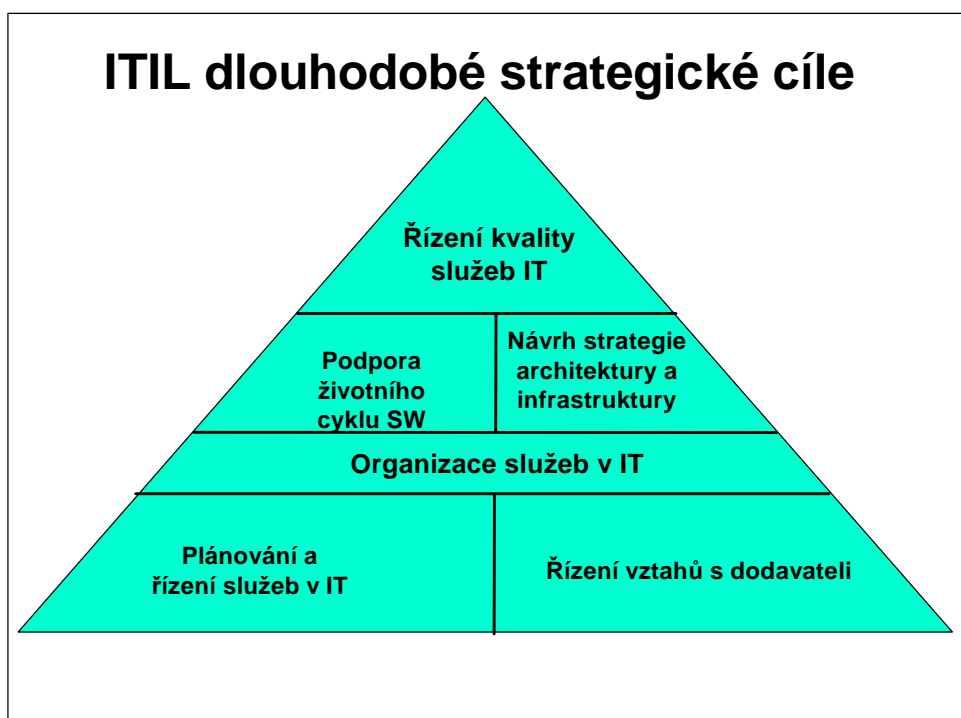 ITIL dlouhodobé strategické cíle
Řízení kvality
služeb IT
Podpora
životního
cyklu SW
Návrh strategie
architektury a
infrastruktury
Organizace služeb v IT
Plánování a
řízení služeb v IT
Řízení vztahů s dodavateli